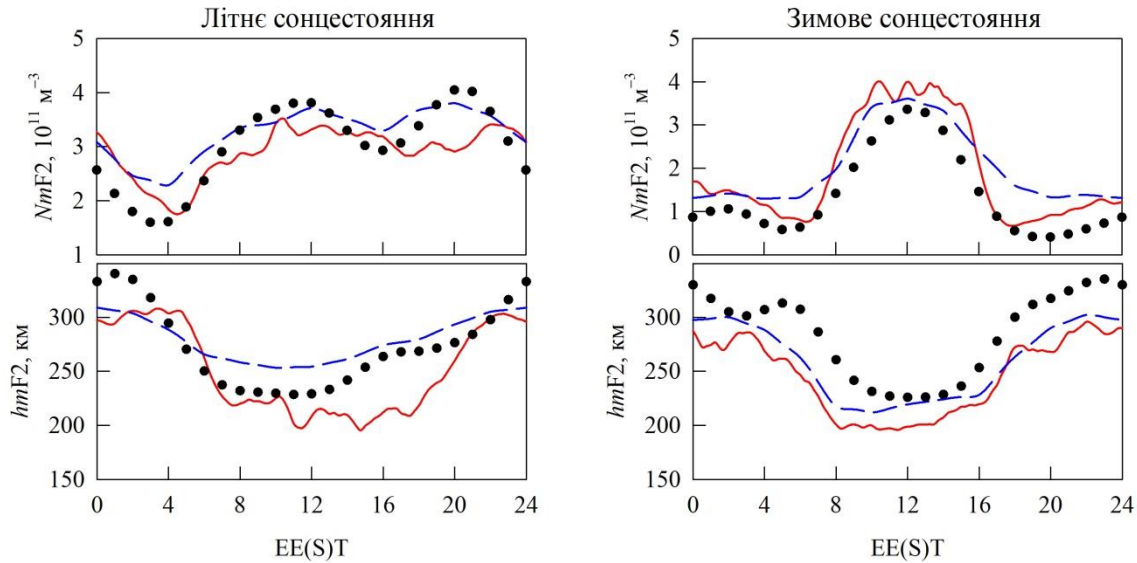 Літнє сонцестояння
Зимове сонцестояння
NmF2, 10¹¹ м⁻³
5
4
3
2
1
NmF2, 10¹¹ м⁻³
5
4
3
2
1
0
hmF2, км
300
250
200
150
hmF2, км
300
250
200
150
0 4 8 12 16 20 24
0 4 8 12 16 20 24
EE(S)T
EE(S)T